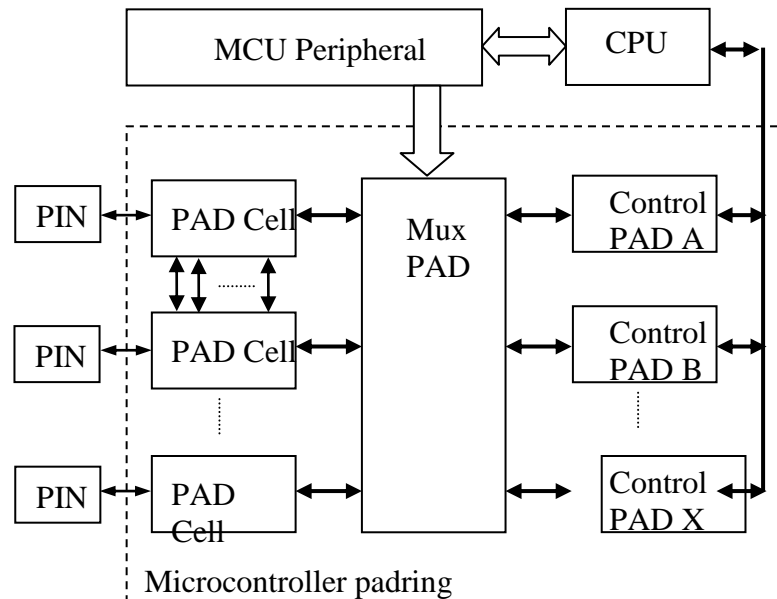 MCU Peripheral
CPU
PIN
PAD Cell
Mux
PAD
Control
PAD A
PIN
PAD Cell
Control
PAD B
PIN
PAD
Cell
Control
PAD X
Microcontroller padring